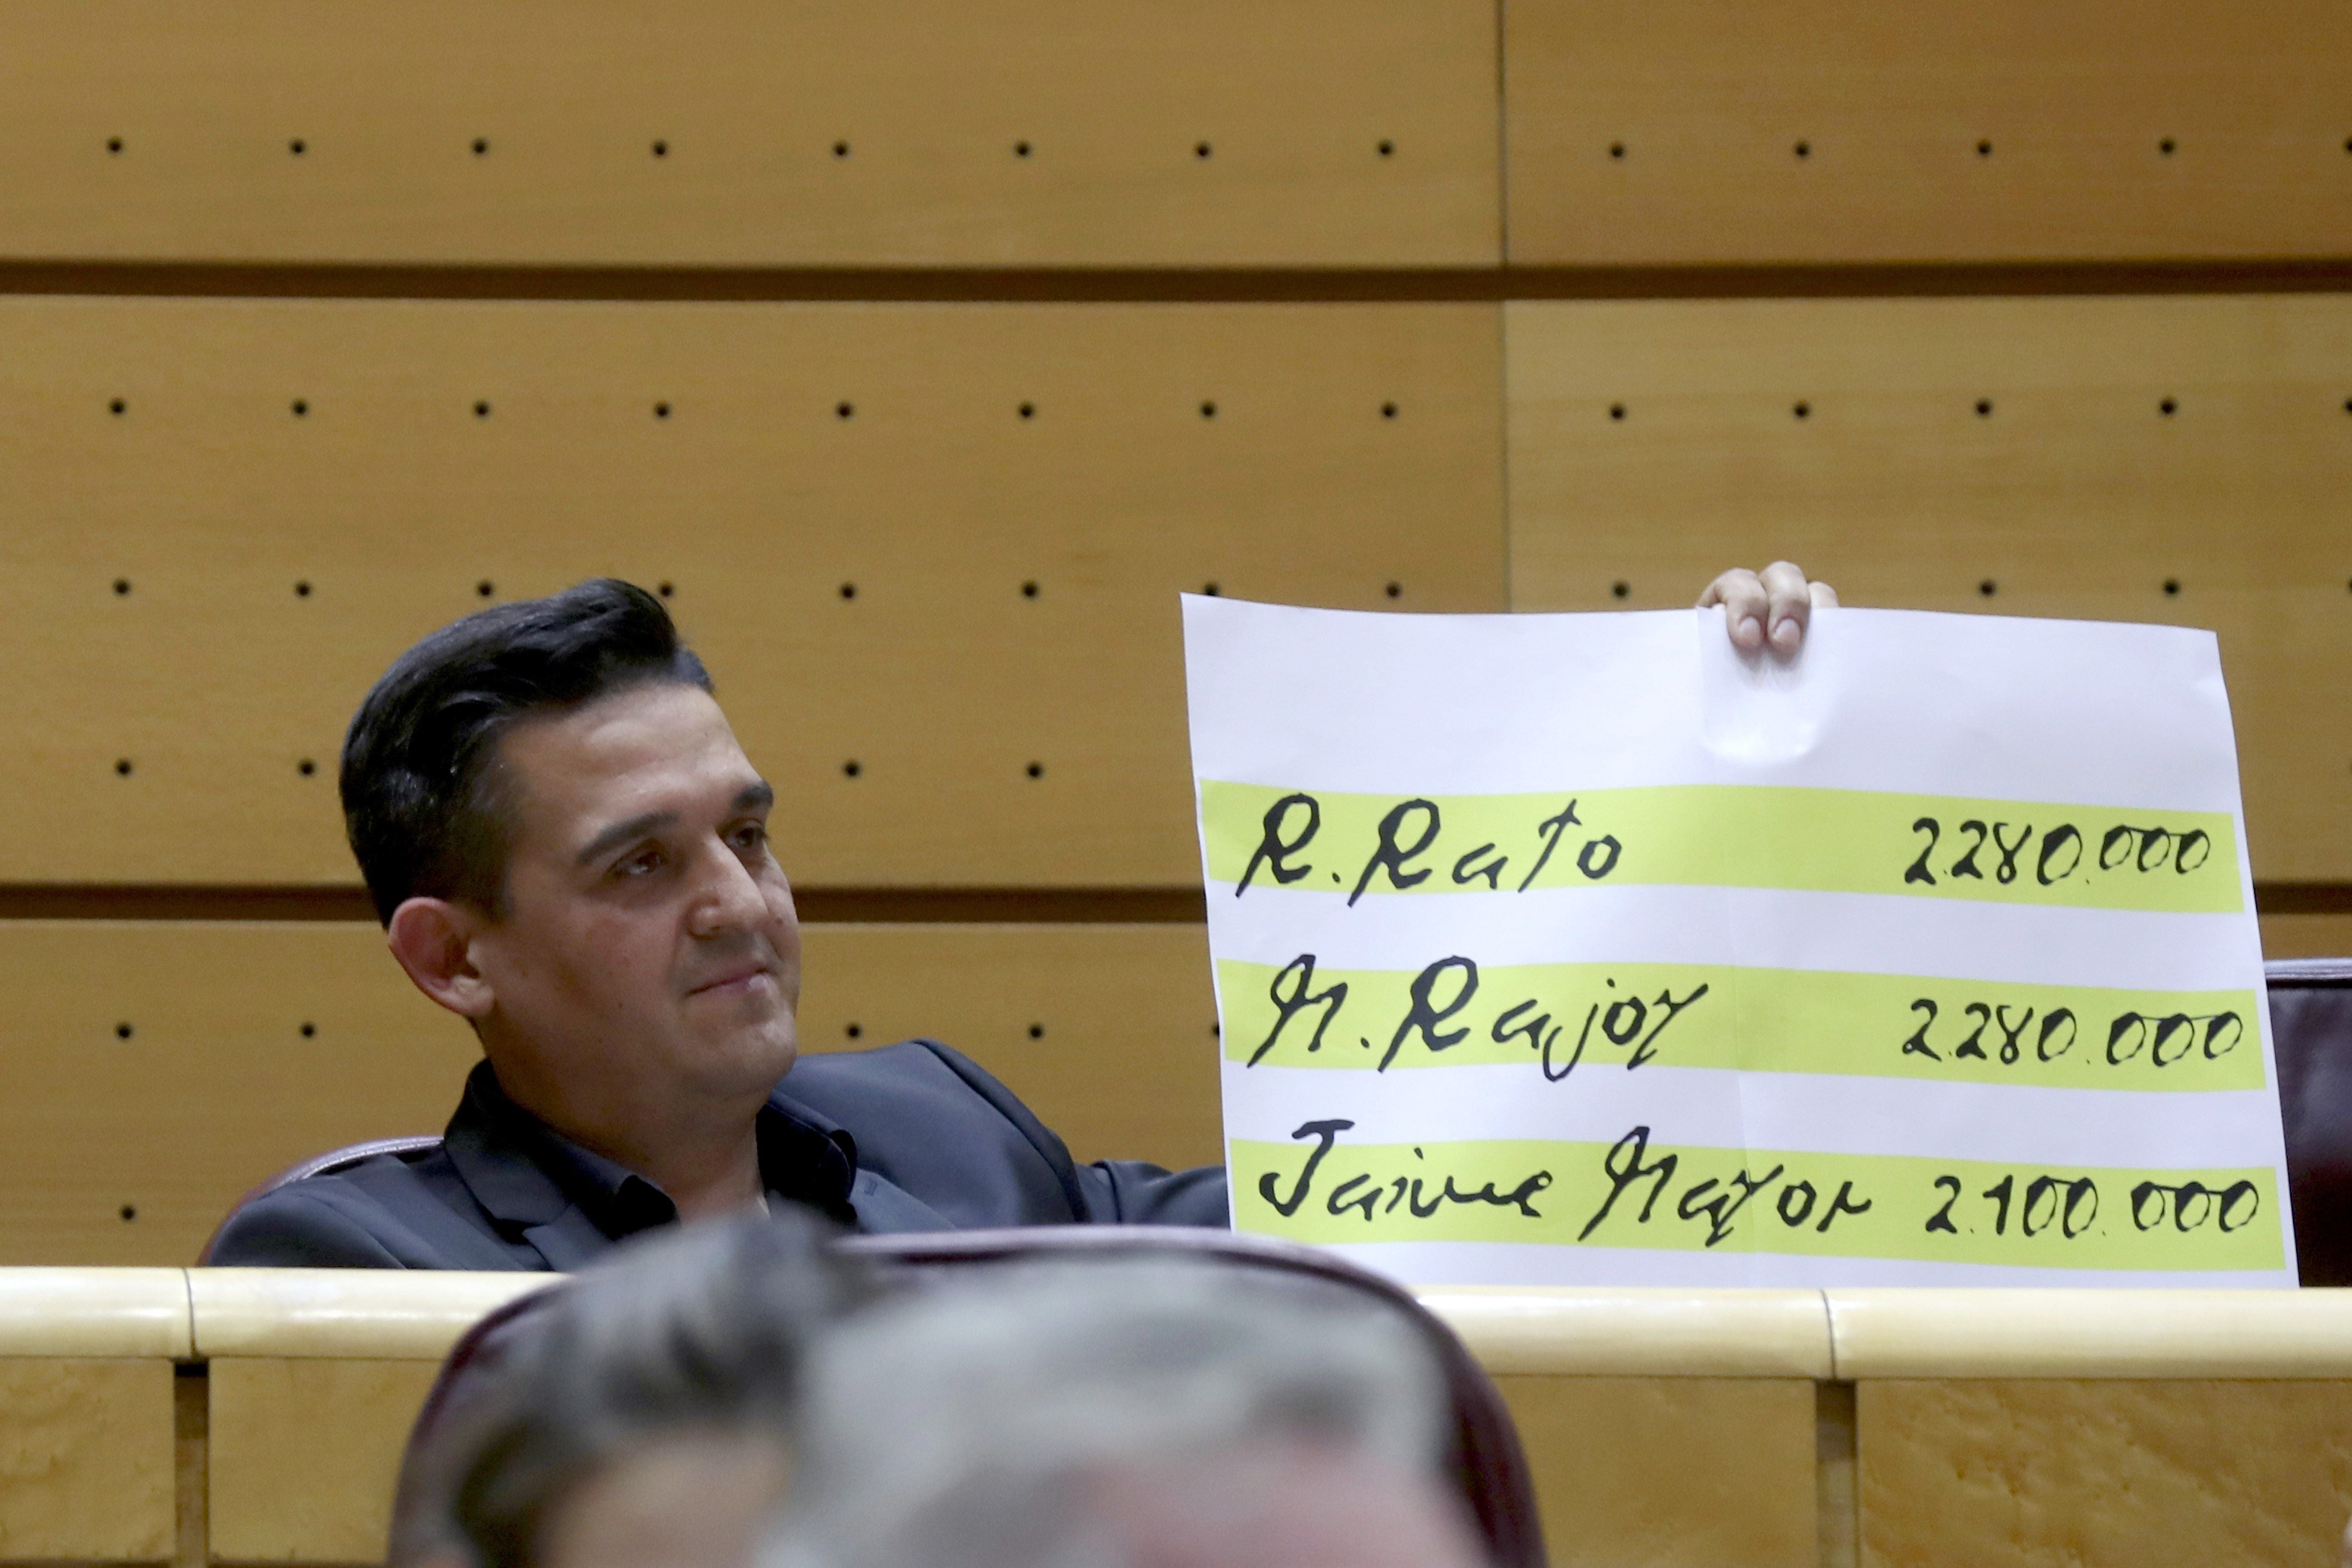 R. Rato 2.280.000
M. Rajoy 2.280.000
Jaime Mayor 2.100.000